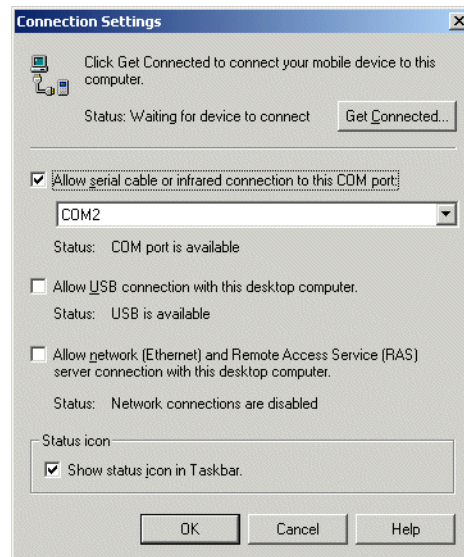 Connection Settings
Click Get Connected to connect your mobile device to this
computer.
Status: Waiting for device to connect
Get Connected...
Allow serial cable or infrared connection to this COM port:
COM2
Status: COM port is available
Allow USB connection with this desktop computer.
Status: USB is available
Allow network (Ethernet) and Remote Access Service (RAS)
server connection with this desktop computer.
Status: Network connections are disabled
Status icon
Show status icon in Taskbar.
OK
Cancel
Help